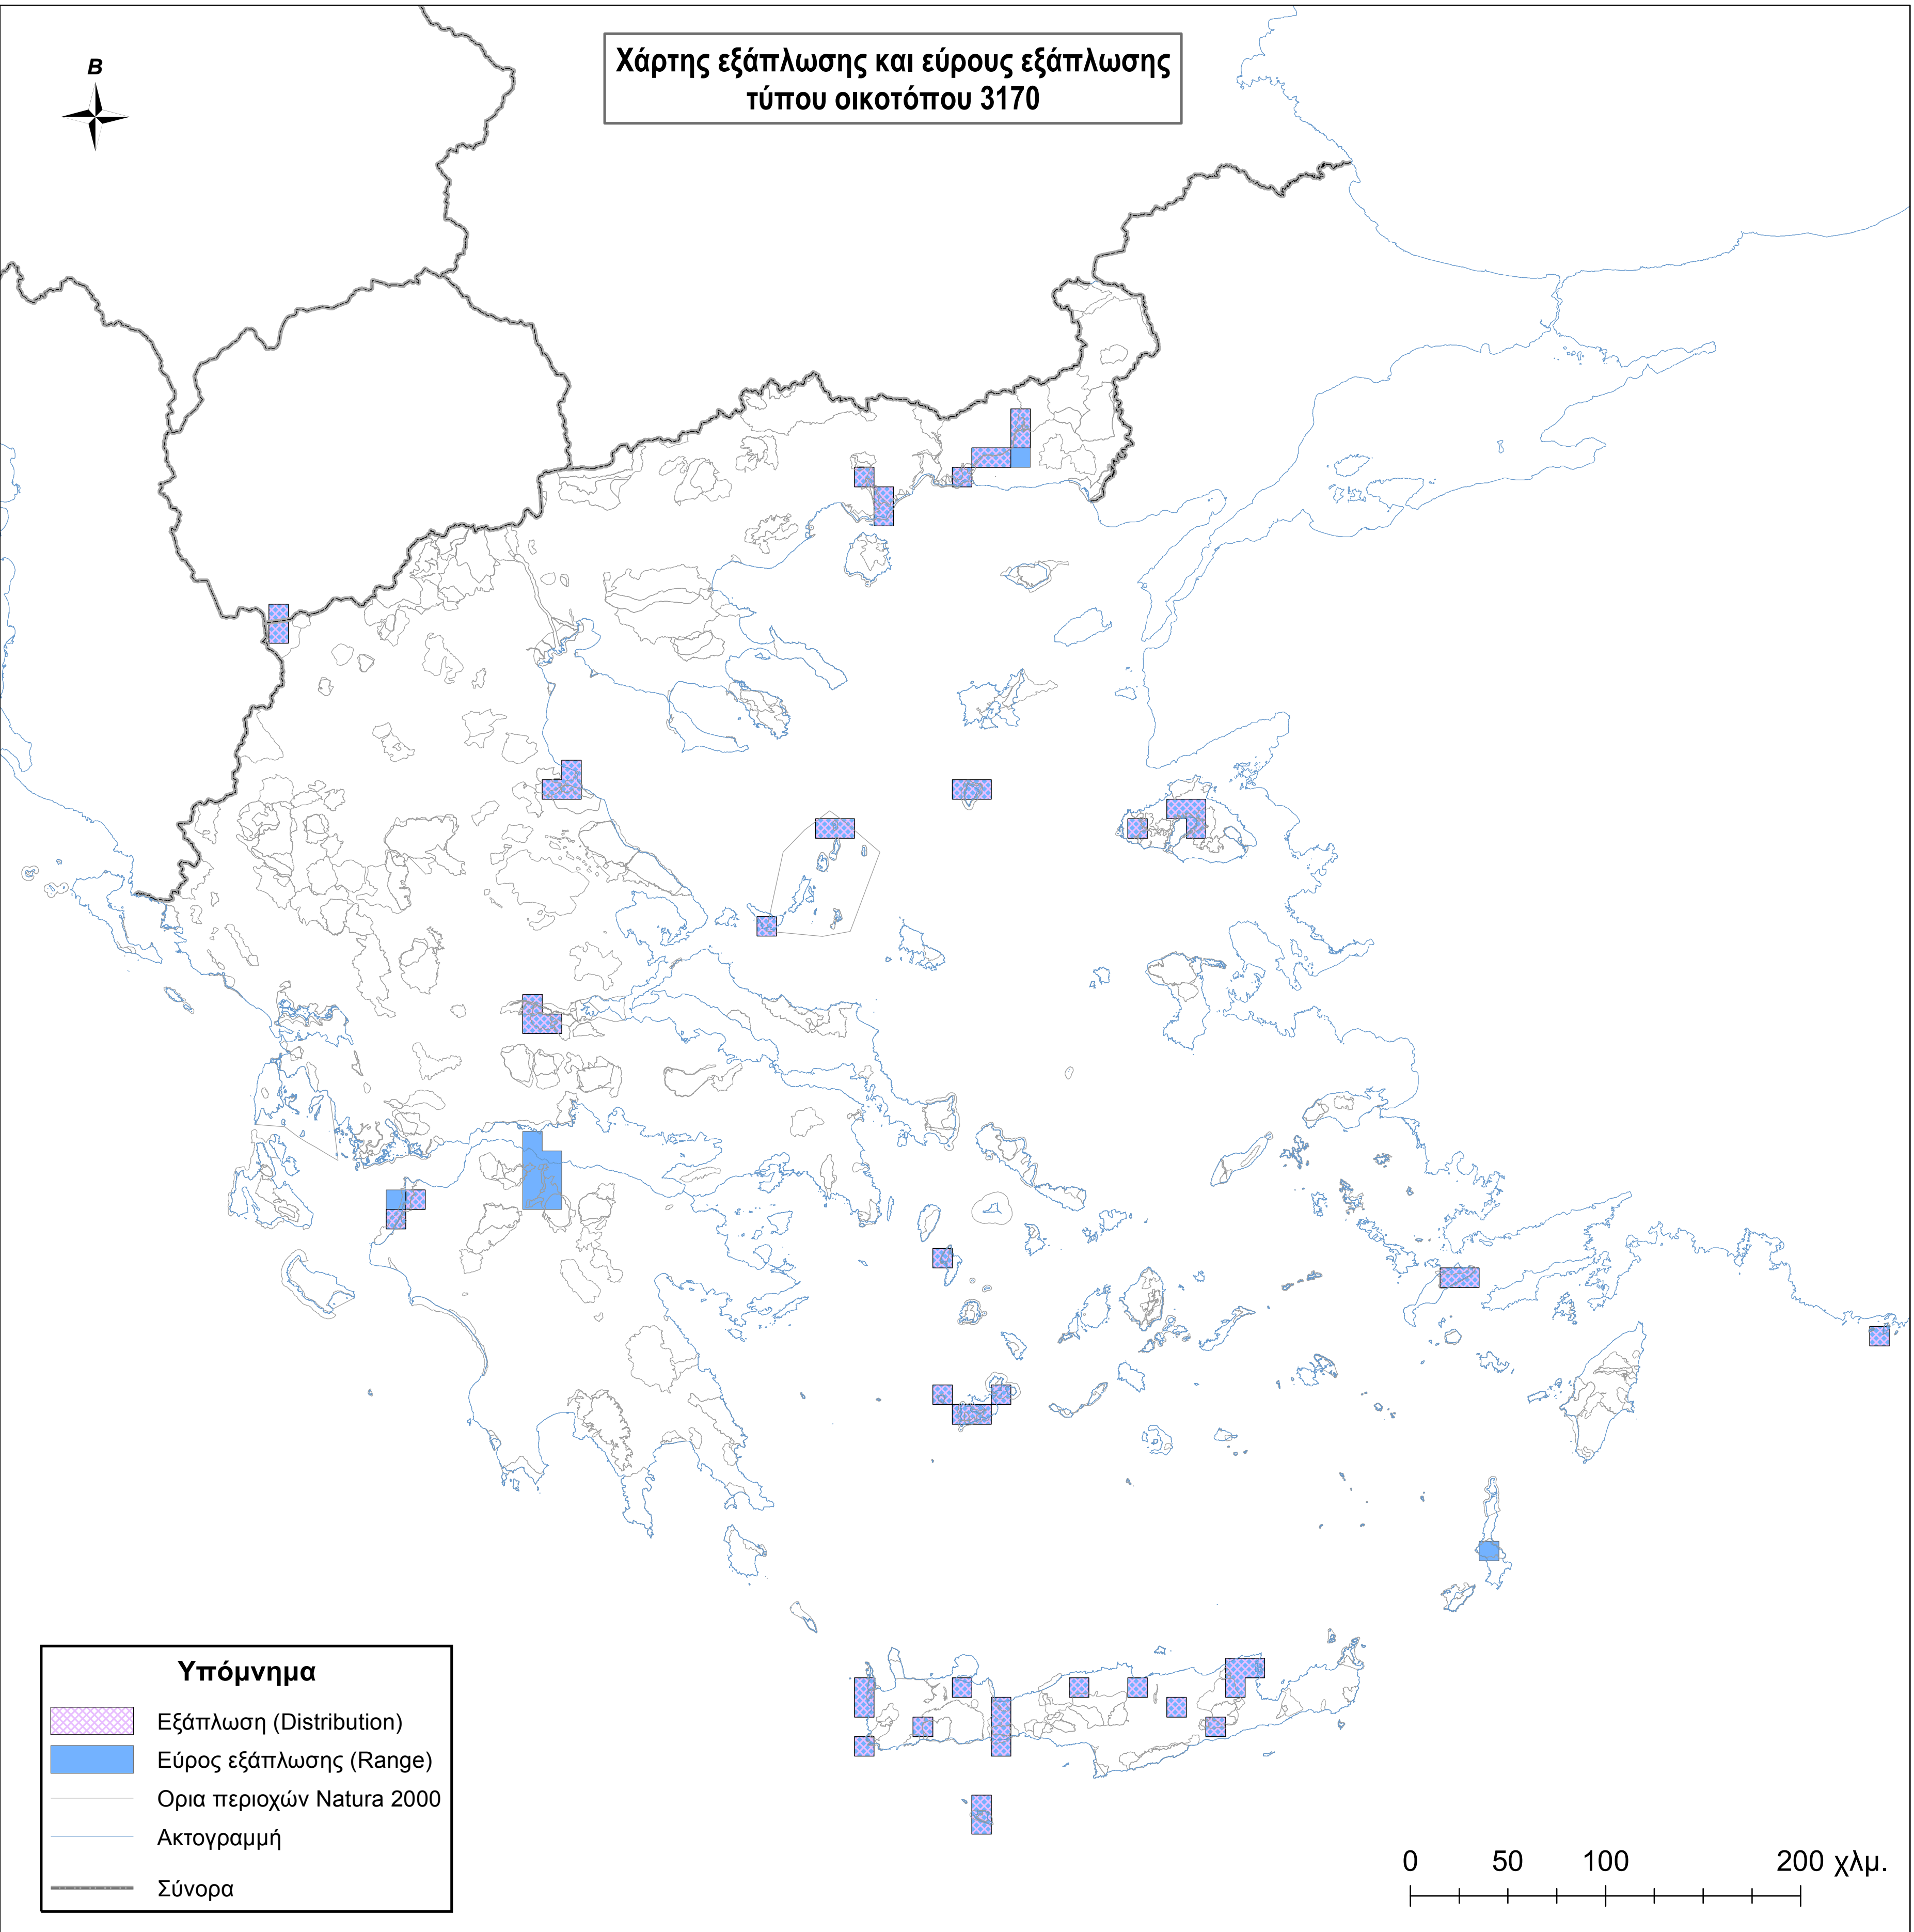 Χάρτης εξάπλωσης και εύρους εξάπλωσης
τύπου οικοτόπου 3170
Β
Υπόμνημα
Εξάπλωση (Distribution)
Εύρος εξάπλωσης (Range)
Ορια περιοχών Natura 2000
Ακτογραμμή
Σύνορα
0 50 100 200 χλμ.